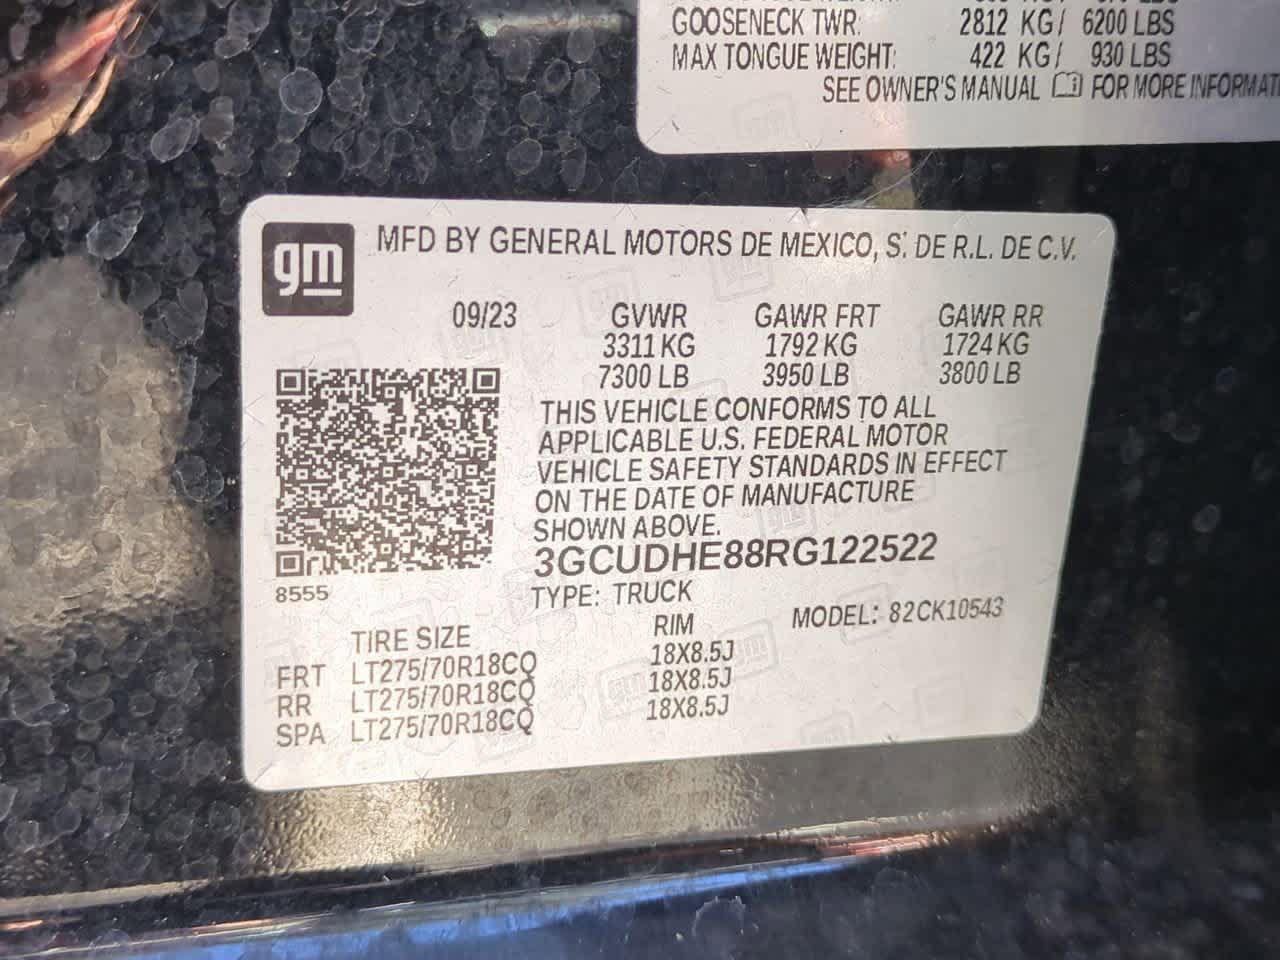 GOOSENECK TWR: 2812 KG/ 6200 LBS
MAX TONGUE WEIGHT: 422 KG/ 930 LBS
SEE OWNER'S MANUAL FOR MORE INFORMATI
gm
MFD BY GENERAL MOTORS DE MEXICO, S. DE R.L. DE C.V.
09/23 GVWR GAWR FRT GAWR RR
3311 KG 1792 KG 1724 KG
7300 LB 3950 LB 3800 LB
THIS VEHICLE CONFORMS TO ALL
APPLICABLE U.S. FEDERAL MOTOR
VEHICLE SAFETY STANDARDS IN EFFECT
ON THE DATE OF MANUFACTURE
SHOWN ABOVE.
3GCUDHE88RG122522
8555
TYPE: TRUCK
MODEL: 82CK10543
TIRE SIZE RIM
FRT LT275/70R18CQ 18X8.5J
RR LT275/70R18CQ 18X8.5J
SPA LT275/70R18CQ 18X8.5J